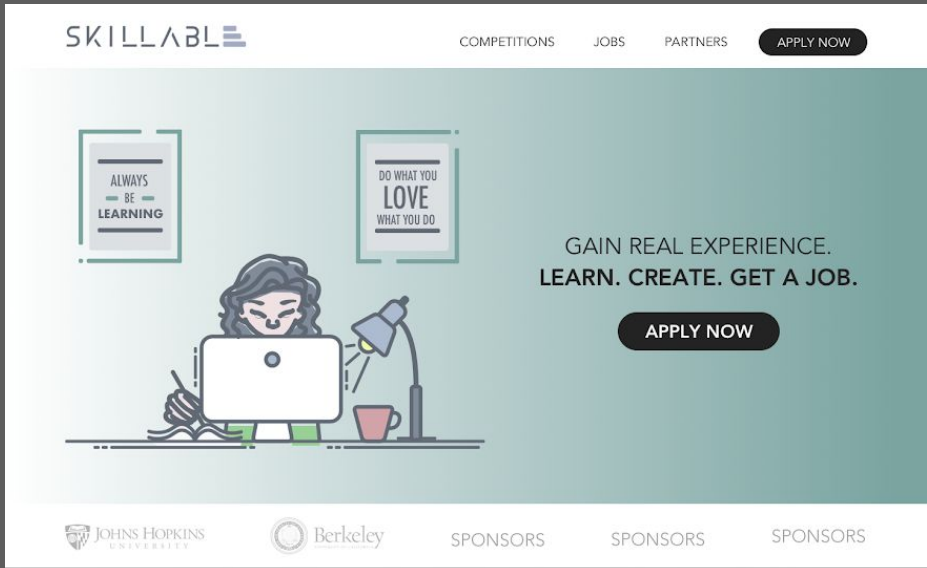 SKILLABLE
COMPETITIONS JOBS PARTNERS APPLY NOW
ALWAYS
BE
LEARNING
DO WHAT YOU
LOVE
WHAT YOU DO
GAIN REAL EXPERIENCE.
LEARN. CREATE. GET A JOB.
APPLY NOW
JOHNS HOPKINS
UNIVERSITY
Berkeley
SPONSORS
SPONSORS
SPONSORS